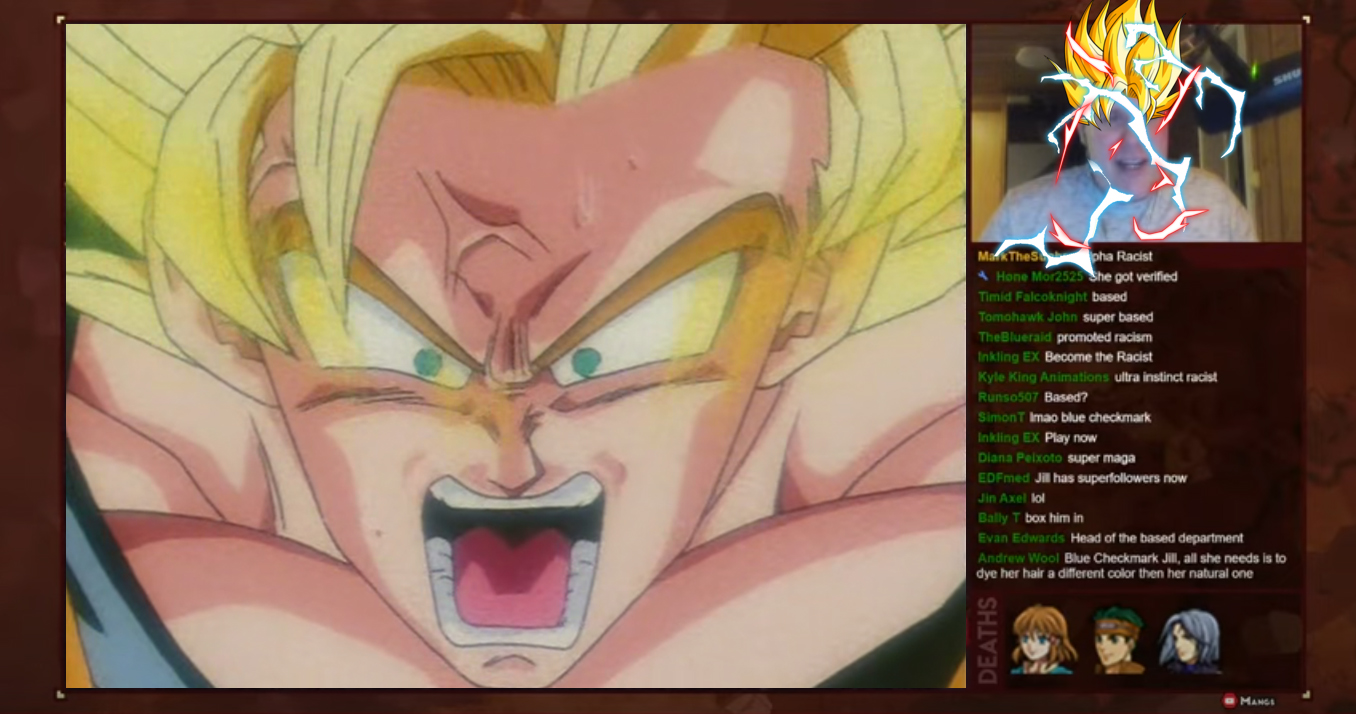 SHU
MarkTheS pha Racist
Hone Mor2525 She got verified
Timid Falcoknight based
Tomohawk John super based
TheBlueraid promoted racism
Inkling EX Become the Racist
Kyle King Animations ultra instinct racist
Runso507 Based?
SimonT lmao blue checkmark
Inkling EX Play now
Diana Peixoto super maga
EDFmed Jill has superfollowers now
Jin Axel lol
Bally T box him in
Evan Edwards Head of the based department
Andrew Wool Blue Checkmark Jill, all she needs is to
dye her hair a different color then her natural one
DEATHS
MANGS